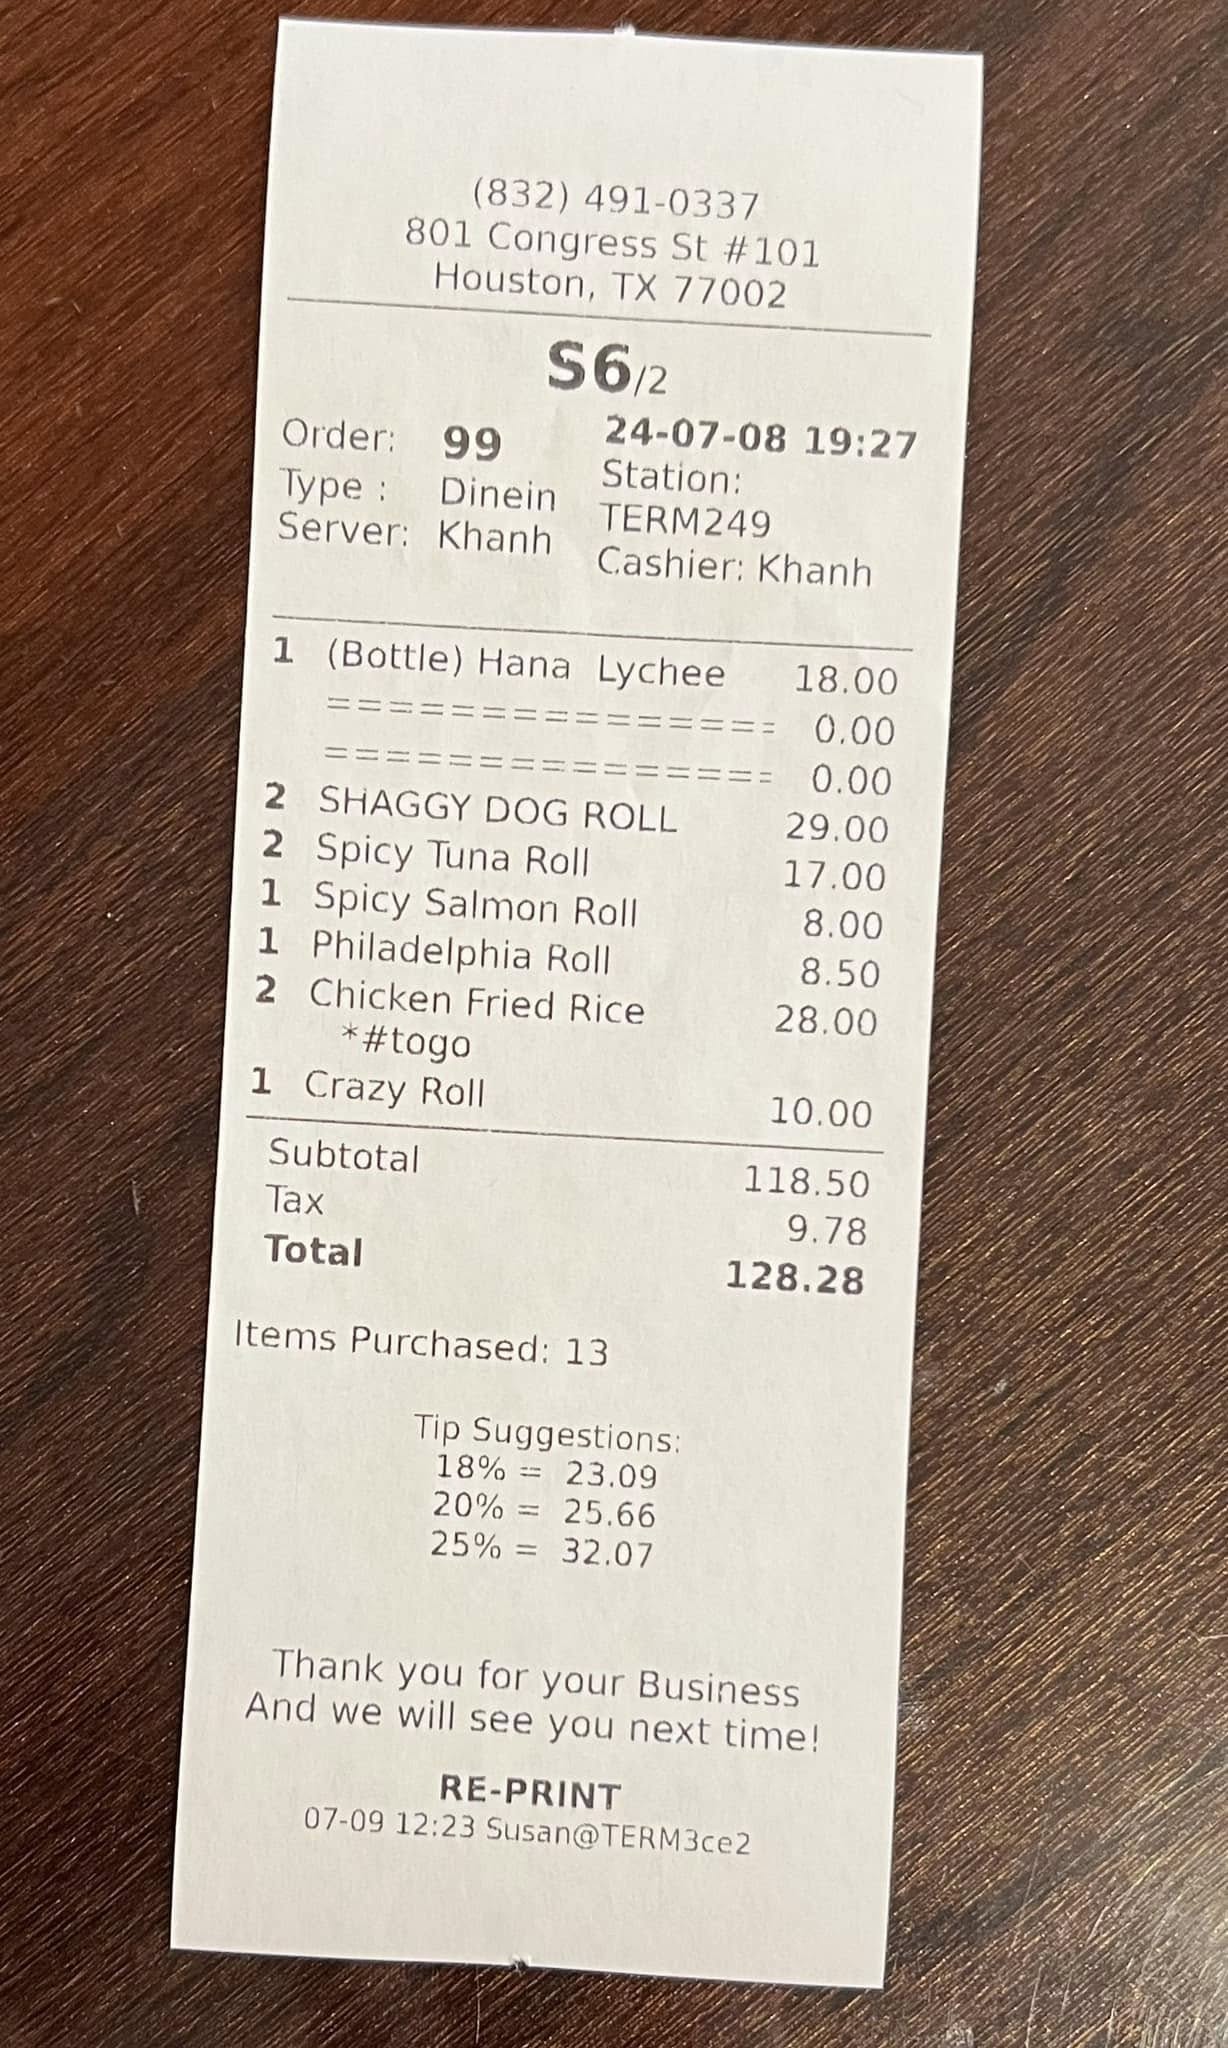 (832) 491-0337
801 Congress St #101
Houston, TX 77002
S6/2
Order: 99 24-07-08 19:27
Type : Dinein Station:
TERM249
Server: Khanh Cashier: Khanh
1 (Bottle) Hana Lychee 18.00
=============== 0.00
=============== 0.00
2 SHAGGY DOG ROLL 29.00
2 Spicy Tuna Roll 17.00
1 Spicy Salmon Roll 8.00
1 Philadelphia Roll 8.50
2 Chicken Fried Rice 28.00
*#togo
1 Crazy Roll 10.00
Subtotal 118.50
Tax 9.78
Total 128.28
Items Purchased: 13
Tip Suggestions:
18% = 23.09
20% = 25.66
25% = 32.07
Thank you for your Business
And we will see you next time!
RE-PRINT
07-09 12:23 Susan@TERM3ce2